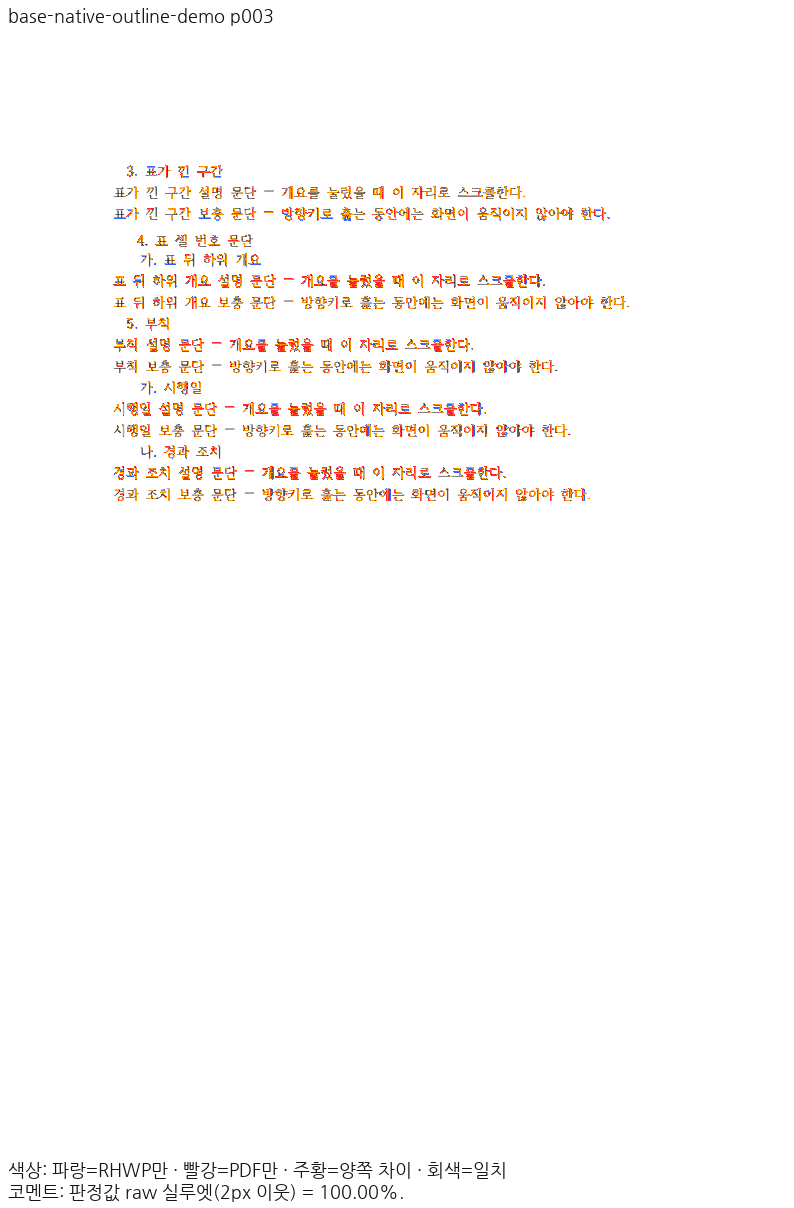 base-native-outline-demo p003
3. 표가 낀 구간
표가 낀 구간 설명 문단 - 개요를 눌렀을 때 이 자리로 스크롤한다.
표가 낀 구간 보충 문단 - 방향키로 훑는 동안에는 화면이 움직이지 않아야 한다.
4. 표 셀 번호 문단
가. 표 뒤 하위 개요
표 뒤 하위 개요 설명 문단 - 개요를 눌렀을 때 이 자리로 스크롤한다.
표 뒤 하위 개요 보충 문단 - 방향키로 훑는 동안에는 화면이 움직이지 않아야 한다.
5. 부칙
부칙 설명 문단 - 개요를 눌렀을 때 이 자리로 스크롤한다.
부칙 보충 문단 - 방향키로 훑는 동안에는 화면이 움직이지 않아야 한다.
가. 시행일
시행일 설명 문단 - 개요를 눌렀을 때 이 자리로 스크롤한다.
시행일 보충 문단 - 방향키로 훑는 동안에는 화면이 움직이지 않아야 한다.
나. 경과 조치
경과 조치 설명 문단 - 개요를 눌렀을 때 이 자리로 스크롤한다.
경과 조치 보충 문단 - 방향키로 훑는 동안에는 화면이 움직이지 않아야 한다.
색상: 파랑=RHWP만 · 빨강=PDF만 · 주황=양쪽 차이 · 회색=일치
코멘트: 판정값 raw 실루엣(2px 이웃) = 100.00%.